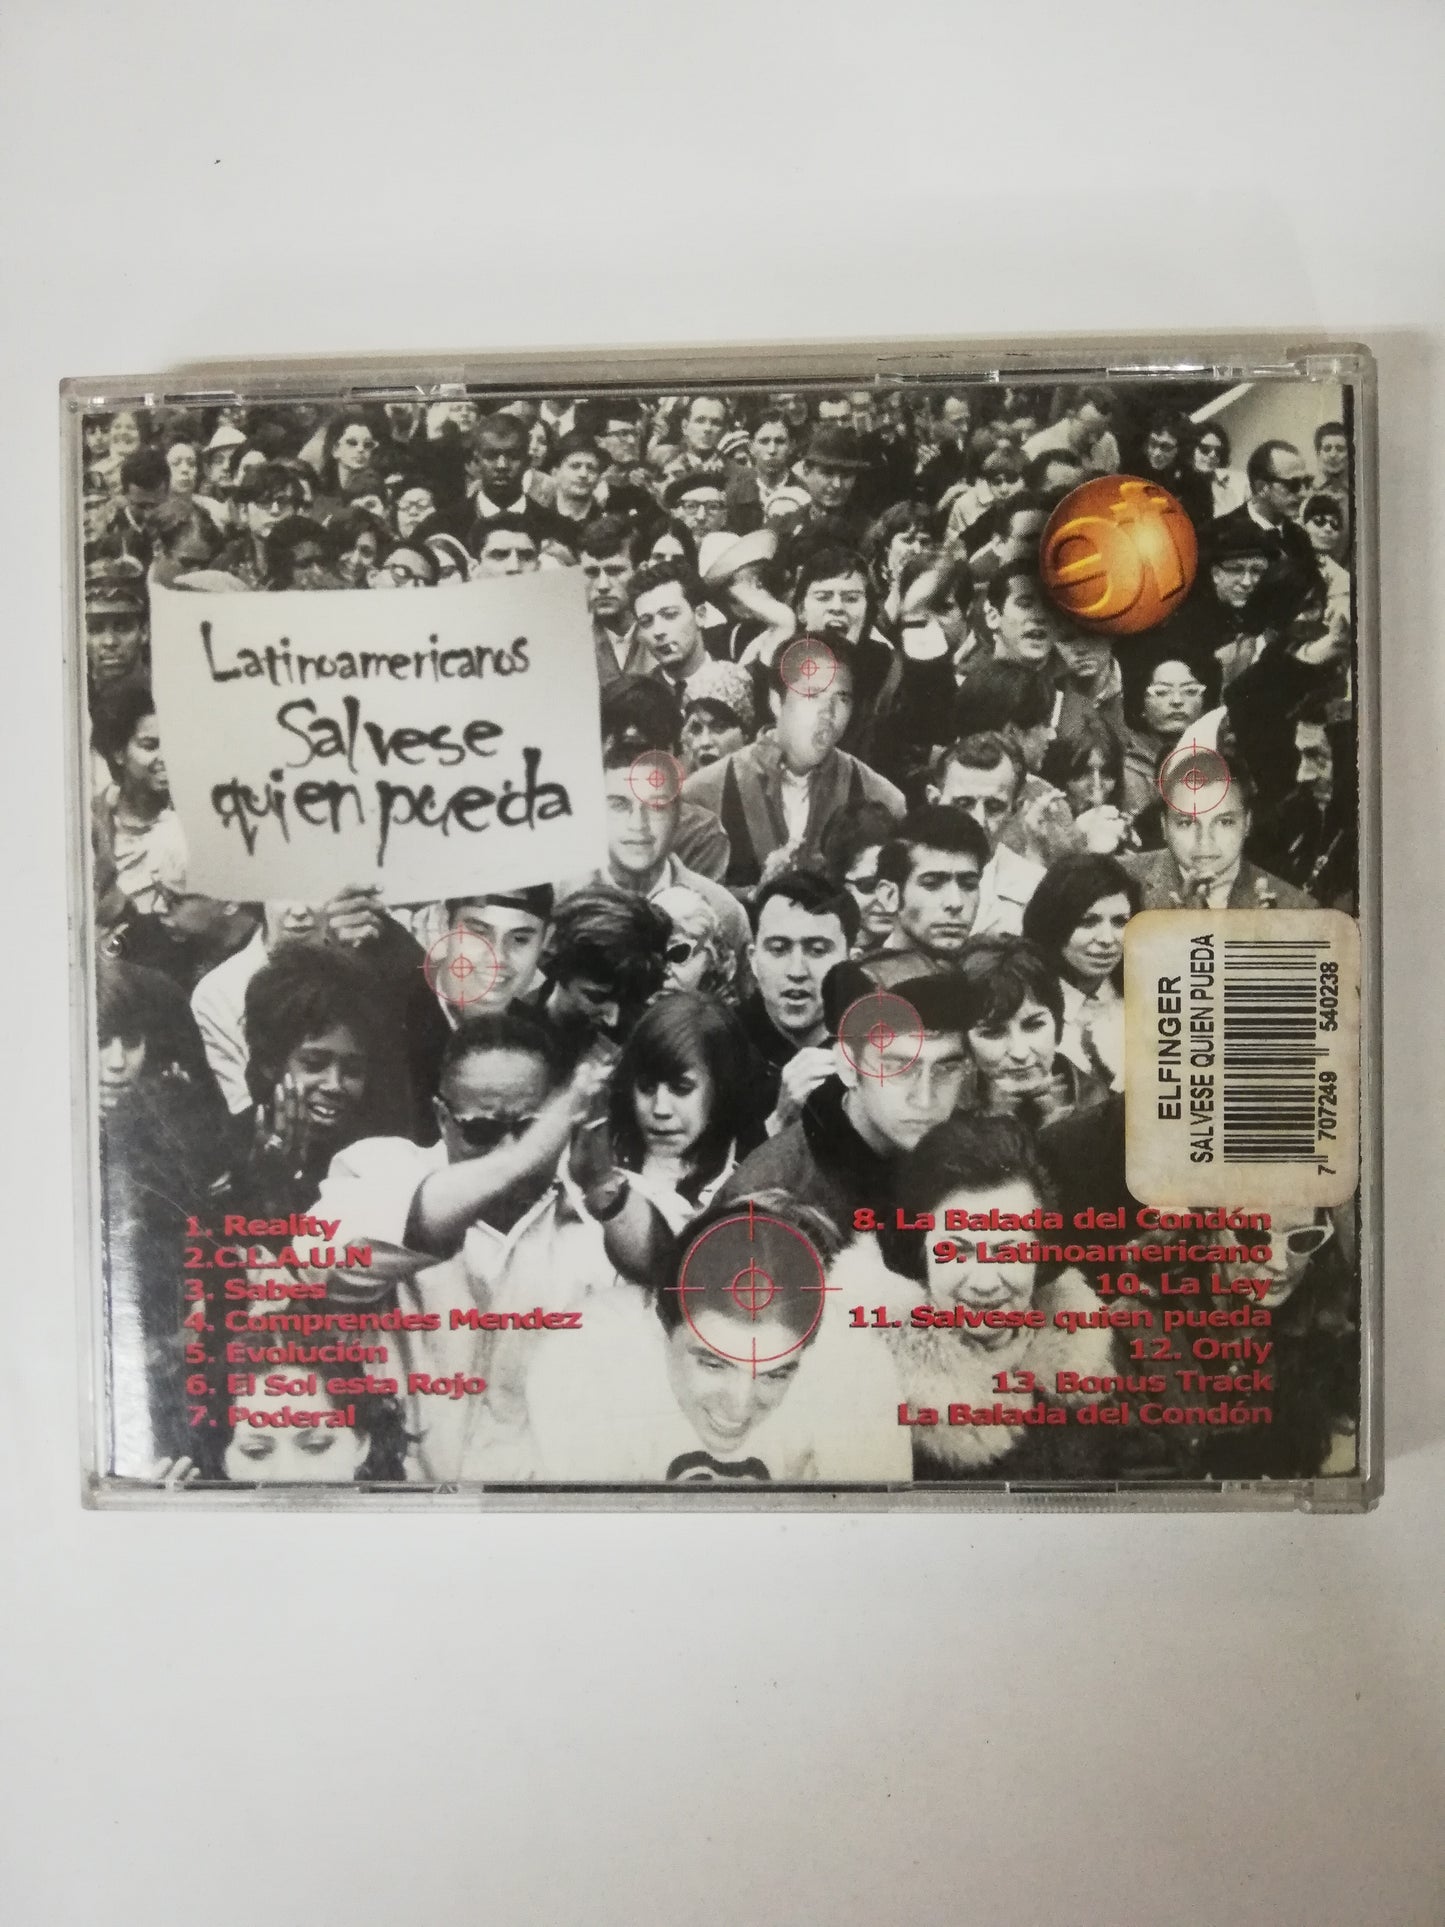 Latinoamericanos
Salvese
quien pueda
ELFINGER
SALVESE QUIEN PUEDA
7 707249 540238
1. Reality
2.C.L.A.U.N
3. Sabes
4. Comprendes Mendez
5. Evolución
6. El Sol esta Rojo
7. Poderal
8. La Balada del Condón
9. Latinoamericano
10. La Ley
11. Salvese quien pueda
12. Only
13. Bonus Track
La Balada del Condón